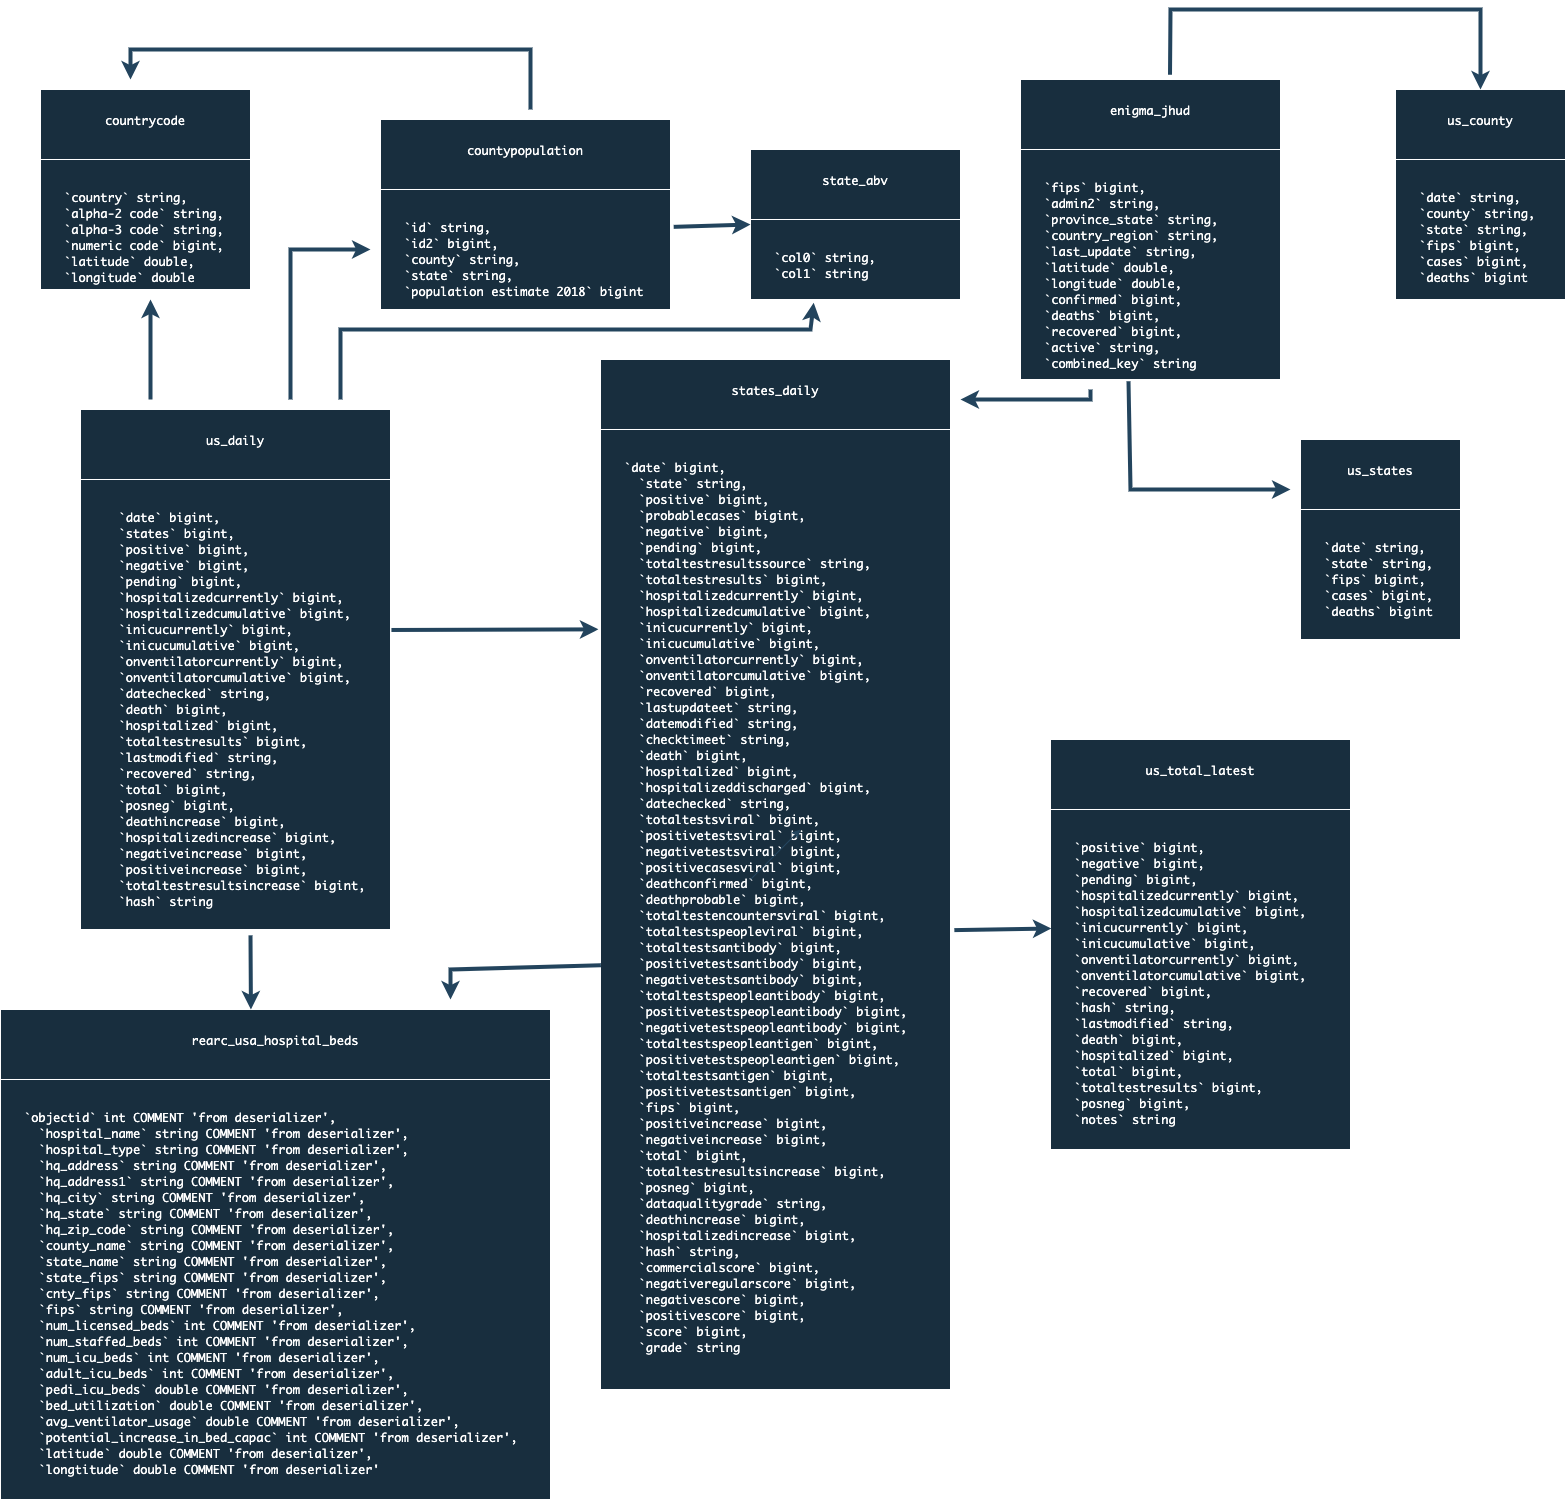 countrycode
`country` string,
`alpha-2 code` string,
`alpha-3 code` string,
`numeric code` bigint,
`latitude` double,
`longitude` double
countypopulation
`id` string,
`id2` bigint,
`county` string,
`state` string,
`population estimate 2018` bigint
state_abv
`col0` string,
`col1` string
enigma_jhud
`fips` bigint,
`admin2` string,
`province_state` string,
`country_region` string,
`last_update` string,
`latitude` double,
`longitude` double,
`confirmed` bigint,
`deaths` bigint,
`recovered` bigint,
`active` string,
`combined_key` string
us_county
`date` string,
`county` string,
`state` string,
`fips` bigint,
`cases` bigint,
`deaths` bigint
us_daily
`date` bigint,
`states` bigint,
`positive` bigint,
`negative` bigint,
`pending` bigint,
`hospitalizedcurrently` bigint,
`hospitalizedcumulative` bigint,
`inicucurrently` bigint,
`inicucumulative` bigint,
`onventilatorcurrently` bigint,
`onventilatorcumulative` bigint,
`datechecked` string,
`death` bigint,
`hospitalized` bigint,
`totaltestresults` bigint,
`lastmodified` string,
`recovered` string,
`total` bigint,
`posneg` bigint,
`deathincrease` bigint,
`hospitalizedincrease` bigint,
`negativeincrease` bigint,
`positiveincrease` bigint,
`totaltestresultsincrease` bigint,
`hash` string
states_daily
`date` bigint,
`state` string,
`positive` bigint,
`probablecases` bigint,
`negative` bigint,
`pending` bigint,
`totaltestresultssource` string,
`totaltestresults` bigint,
`hospitalizedcurrently` bigint,
`hospitalizedcumulative` bigint,
`inicucurrently` bigint,
`inicucumulative` bigint,
`onventilatorcurrently` bigint,
`onventilatorcumulative` bigint,
`recovered` bigint,
`lastupdateet` string,
`datemodified` string,
`checktimeet` string,
`death` bigint,
`hospitalized` bigint,
`hospitalizeddischarged` bigint,
`datechecked` string,
`totaltestsviral` bigint,
`positivetestsviral` bigint,
`negativetestsviral` bigint,
`positivecasesviral` bigint,
`deathconfirmed` bigint,
`deathprobable` bigint,
`totaltestencountersviral` bigint,
`totaltestspeopleviral` bigint,
`totaltestsantibody` bigint,
`positivetestsantibody` bigint,
`negativetestsantibody` bigint,
`totaltestspeopleantibody` bigint,
`positivetestspeopleantibody` bigint,
`negativetestspeopleantibody` bigint,
`totaltestspeopleantigen` bigint,
`positivetestspeopleantigen` bigint,
`totaltestsantigen` bigint,
`positivetestsantigen` bigint,
`fips` bigint,
`positiveincrease` bigint,
`negativeincrease` bigint,
`total` bigint,
`totaltestresultsincrease` bigint,
`posneg` bigint,
`dataqualitygrade` string,
`deathincrease` bigint,
`hospitalizedincrease` bigint,
`hash` string,
`commercialscore` bigint,
`negativeregularscore` bigint,
`negativescore` bigint,
`positivescore` bigint,
`score` bigint,
`grade` string
us_states
`date` string,
`state` string,
`fips` bigint,
`cases` bigint,
`deaths` bigint
us_total_latest
`positive` bigint,
`negative` bigint,
`pending` bigint,
`hospitalizedcurrently` bigint,
`hospitalizedcumulative` bigint,
`inicucurrently` bigint,
`inicucumulative` bigint,
`onventilatorcurrently` bigint,
`onventilatorcumulative` bigint,
`recovered` bigint,
`hash` string,
`lastmodified` string,
`death` bigint,
`hospitalized` bigint,
`total` bigint,
`totaltestresults` bigint,
`posneg` bigint,
`notes` string
rearc_usa_hospital_beds
`objectid` int COMMENT 'from deserializer',
`hospital_name` string COMMENT 'from deserializer',
`hospital_type` string COMMENT 'from deserializer',
`hq_address` string COMMENT 'from deserializer',
`hq_address1` string COMMENT 'from deserializer',
`hq_city` string COMMENT 'from deserializer',
`hq_state` string COMMENT 'from deserializer',
`hq_zip_code` string COMMENT 'from deserializer',
`county_name` string COMMENT 'from deserializer',
`state_name` string COMMENT 'from deserializer',
`state_fips` string COMMENT 'from deserializer',
`cnty_fips` string COMMENT 'from deserializer',
`fips` string COMMENT 'from deserializer',
`num_licensed_beds` int COMMENT 'from deserializer',
`num_staffed_beds` int COMMENT 'from deserializer',
`num_icu_beds` int COMMENT 'from deserializer',
`adult_icu_beds` int COMMENT 'from deserializer',
`pedi_icu_beds` double COMMENT 'from deserializer',
`bed_utilization` double COMMENT 'from deserializer',
`avg_ventilator_usage` double COMMENT 'from deserializer',
`potential_increase_in_bed_capac` int COMMENT 'from deserializer',
`latitude` double COMMENT 'from deserializer',
`longtitude` double COMMENT 'from deserializer'